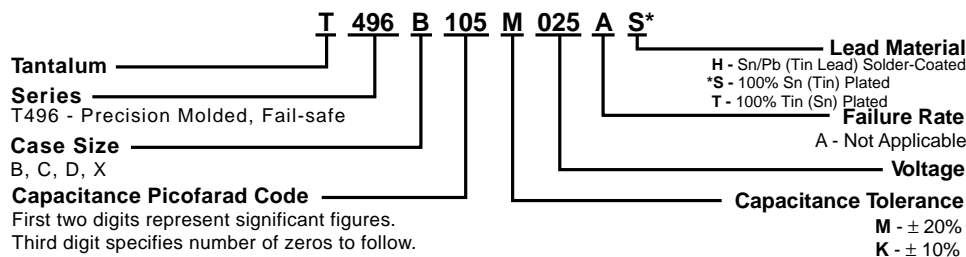 T 496 B 105 M 025 A S*
Tantalum
Series
T496 - Precision Molded, Fail-safe
Case Size
B, C, D, X
Capacitance Picofarad Code
First two digits represent significant figures.
Third digit specifies number of zeros to follow.
Lead Material
H - Sn/Pb (Tin Lead) Solder-Coated
*S - 100% Sn (Tin) Plated
T - 100% Tin (Sn) Plated
Failure Rate
A - Not Applicable
Voltage
Capacitance Tolerance
M - ± 20%
K - ± 10%